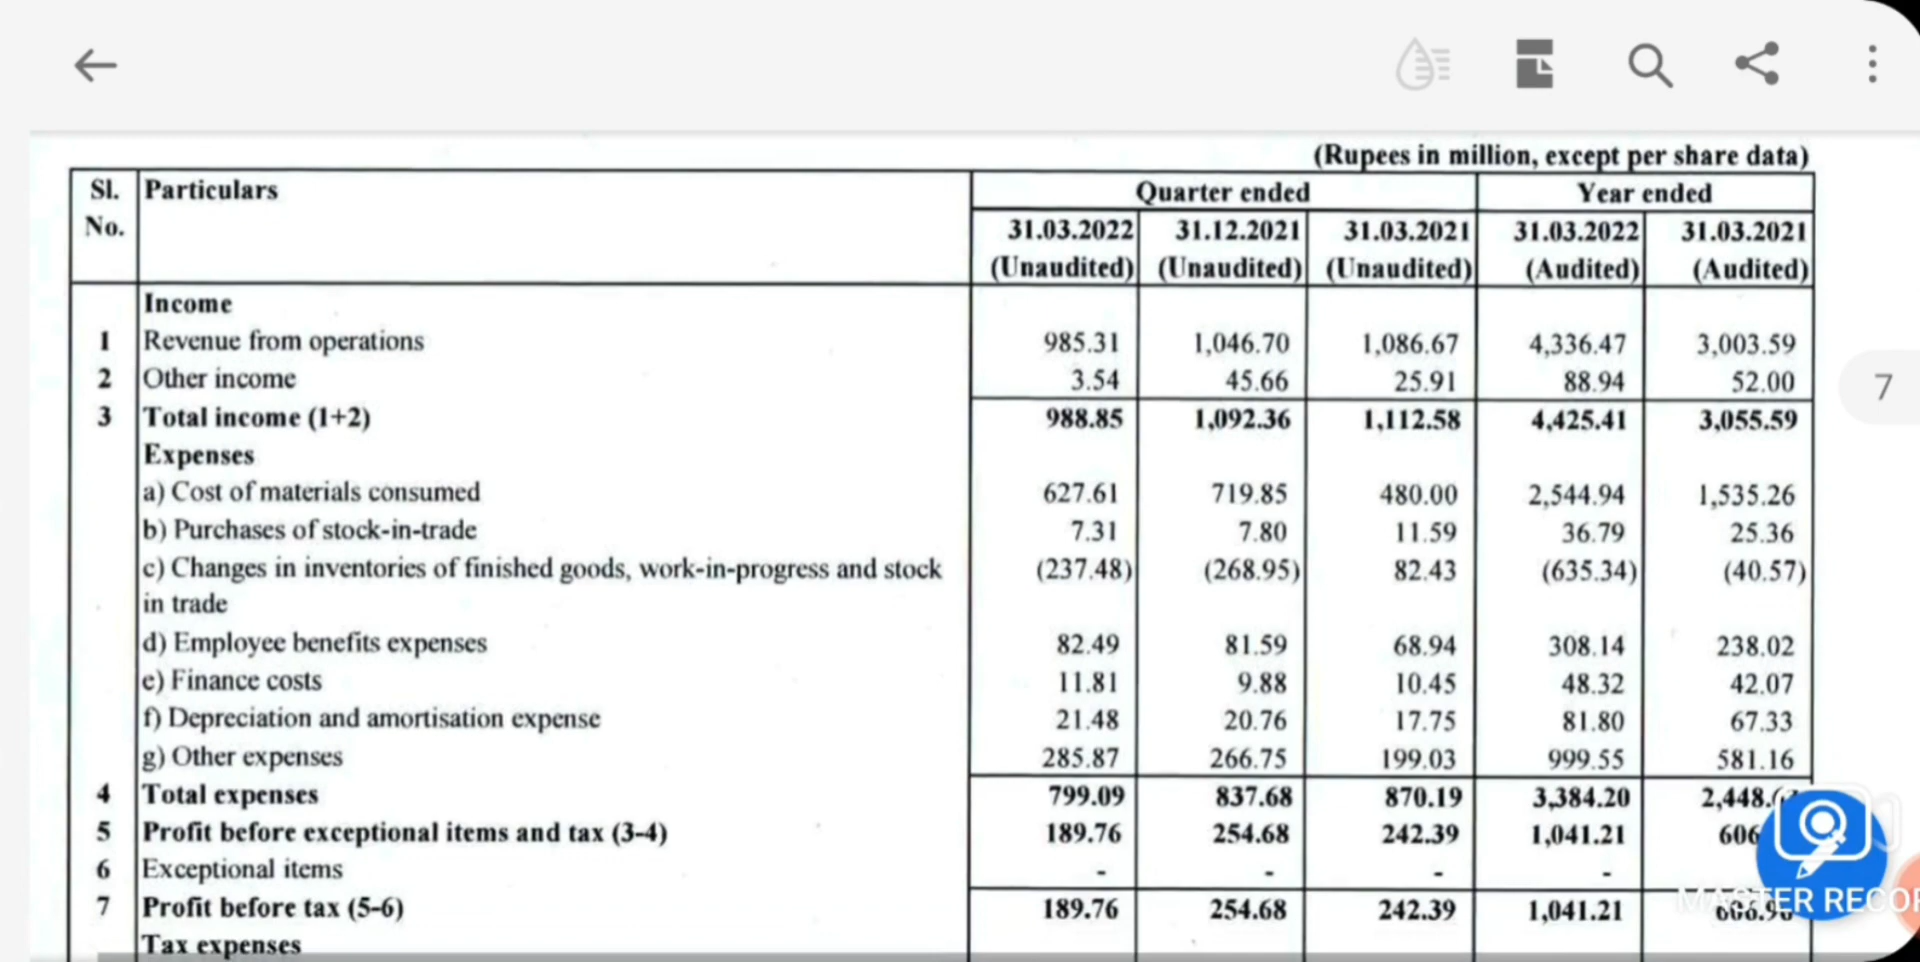 (Rupees in million, except per share data)
Sl. No. Particulars Quarter ended Year ended
31.03.2022 31.12.2021 31.03.2021 31.03.2022 31.03.2021
(Unaudited) (Unaudited) (Unaudited) (Audited) (Audited)
Income
1 Revenue from operations 985.31 1,046.70 1,086.67 4,336.47 3,003.59
2 Other income 3.54 45.66 25.91 88.94 52.00
3 Total income (1+2) 988.85 1,092.36 1,112.58 4,425.41 3,055.59
Expenses
a) Cost of materials consumed 627.61 719.85 480.00 2,544.94 1,535.26
b) Purchases of stock-in-trade 7.31 7.80 11.59 36.79 25.36
c) Changes in inventories of finished goods, work-in-progress and stock (237.48) (268.95) 82.43 (635.34) (40.57)
in trade
d) Employee benefits expenses 82.49 81.59 68.94 308.14 238.02
e) Finance costs 11.81 9.88 10.45 48.32 42.07
f) Depreciation and amortisation expense 21.48 20.76 17.75 81.80 67.33
g) Other expenses 285.87 266.75 199.03 999.55 581.16
4 Total expenses 799.09 837.68 870.19 3,384.20
5 Profit before exceptional items and tax (3-4) 189.76 254.68 242.39 1,041.21
6 Exceptional items - - - -
7 Profit before tax (5-6) 189.76 254.68 242.39 1,041.21
Tax expenses
7